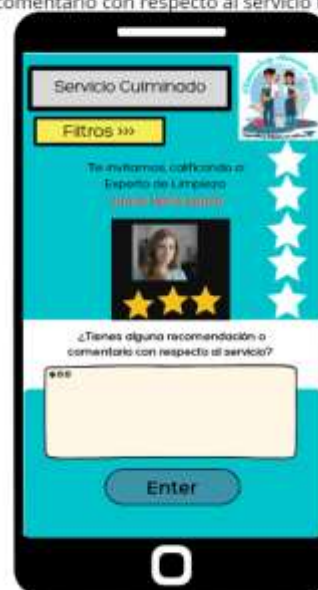 comentario con respecto al servicio
Servicio Culminado
Filtros >>>
Te invitamos, calificando a
Experto de Limpieza
¿Tienes alguna recomendación o
comentario con respecto al servicio?
Enter